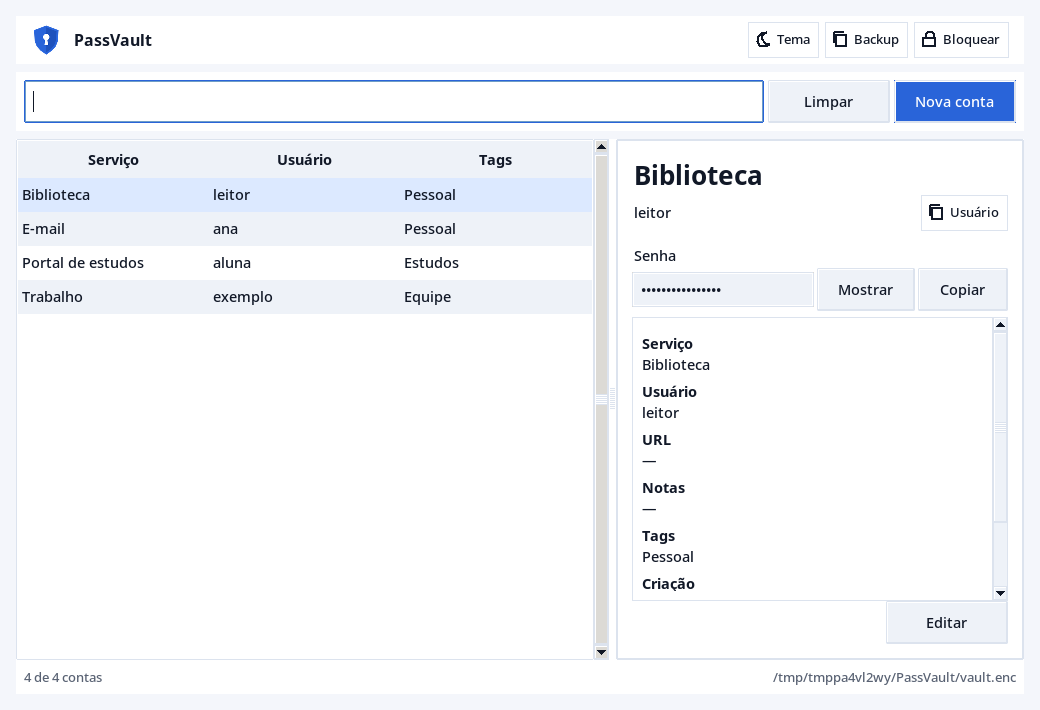 PassVault
Tema
Backup
Bloquear
Limpar
Nova conta
Serviço Usuário Tags
Biblioteca leitor Pessoal
E-mail ana Pessoal
Portal de estudos aluna Estudos
Trabalho exemplo Equipe
Biblioteca
leitor
Usuário
Senha
••••••••••••••••
Mostrar
Copiar
Serviço
Biblioteca
Usuário
leitor
URL
—
Notas
—
Tags
Pessoal
Criação
Editar
4 de 4 contas
/tmp/tmppa4vl2wy/PassVault/vault.enc